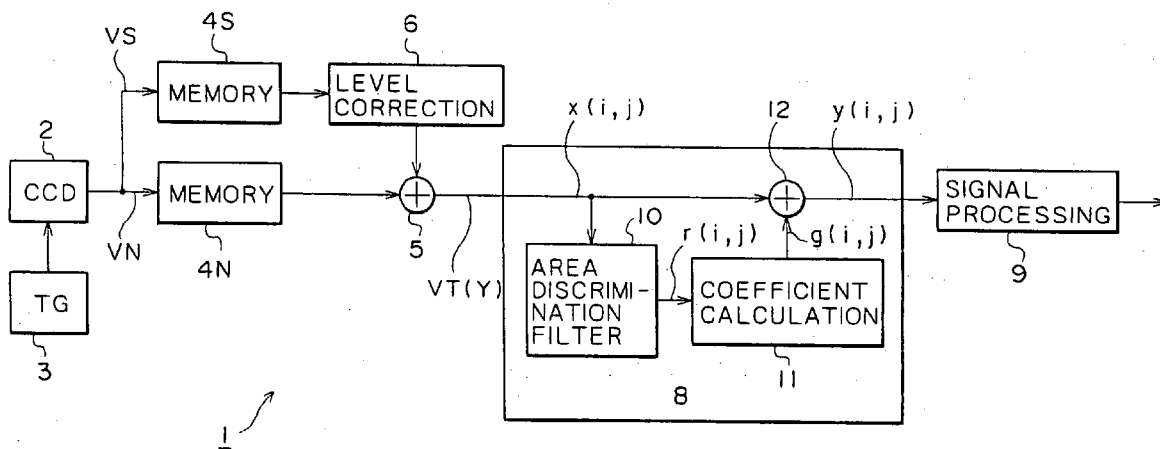 VS
4S
MEMORY
6
LEVEL
CORRECTION
x(i,j)
12
y(i,j)
2
CCD
VN
MEMORY
4N
5
VT(Y)
10
r(i,j)
g(i,j)
AREA
DISCRIMI-
NATION
FILTER
COEFFICIENT
CALCULATION
11
8
SIGNAL
PROCESSING
9
TG
3
1